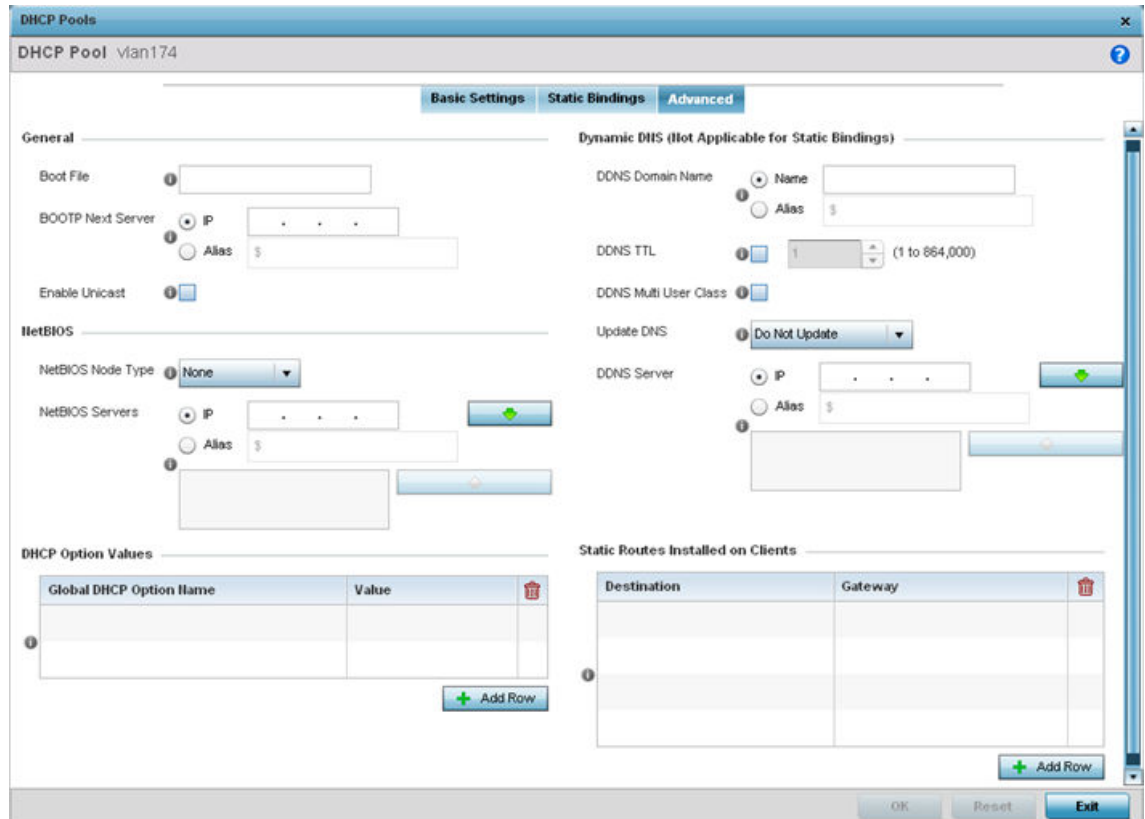 DHCP Pools
DHCP Pool vlan174
Basic Settings Static Bindings Advanced
General
Boot File
BOOTP Next Server IP . . .
Alias $
Enable Unicast
NetBIOS
NetBIOS Node Type None
NetBIOS Servers IP . . .
Alias $
DHCP Option Values
Global DHCP Option Name Value
Add Row
Dynamic DNS (Not Applicable for Static Bindings)
DDNS Domain Name Name
Alias $
DDNS TTL 1 (1 to 864,000)
DDNS Multi User Class
Update DNS Do Not Update
DDNS Server IP . . .
Alias $
Static Routes Installed on Clients
Destination Gateway
Add Row
OK Reset Exit